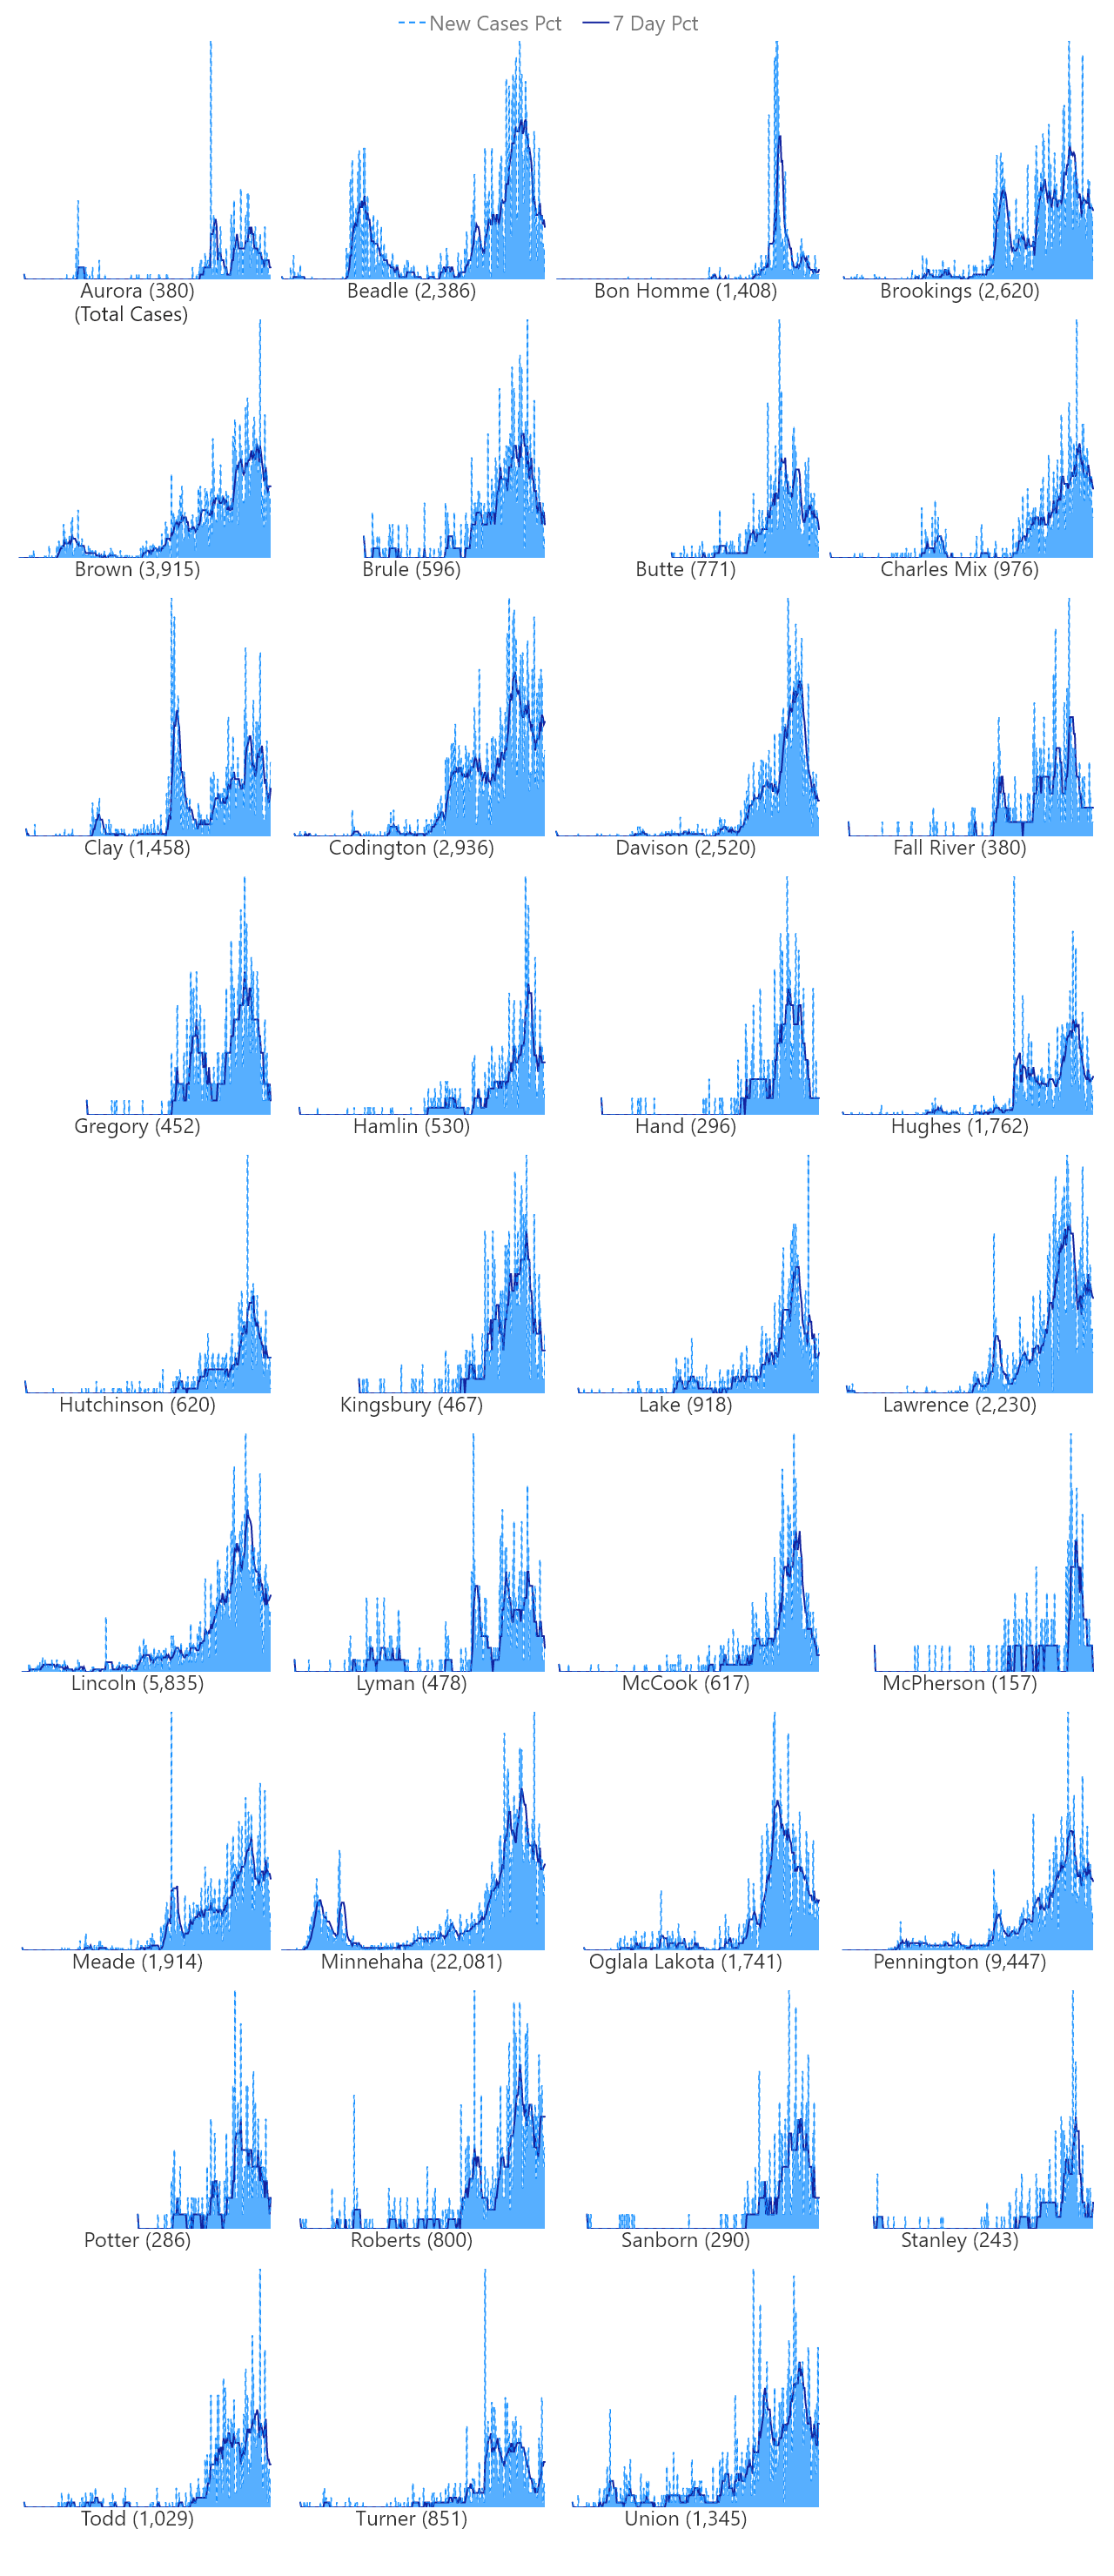 New Cases Pct 7 Day Pct
Aurora (380) Beadle (2,386) Bon Homme (1,408) Brookings (2,620)
(Total Cases)
Brown (3,915) Brule (596) Butte (771) Charles Mix (976)
Clay (1,458) Codington (2,936) Davison (2,520) Fall River (380)
Gregory (452) Hamlin (530) Hand (296) Hughes (1,762)
Hutchinson (620) Kingsbury (467) Lake (918) Lawrence (2,230)
Lincoln (5,835) Lyman (478) McCook (617) McPherson (157)
Meade (1,914) Minnehaha (22,081) Oglala Lakota (1,741) Pennington (9,447)
Potter (286) Roberts (800) Sanborn (290) Stanley (243)
Todd (1,029) Turner (851) Union (1,345)